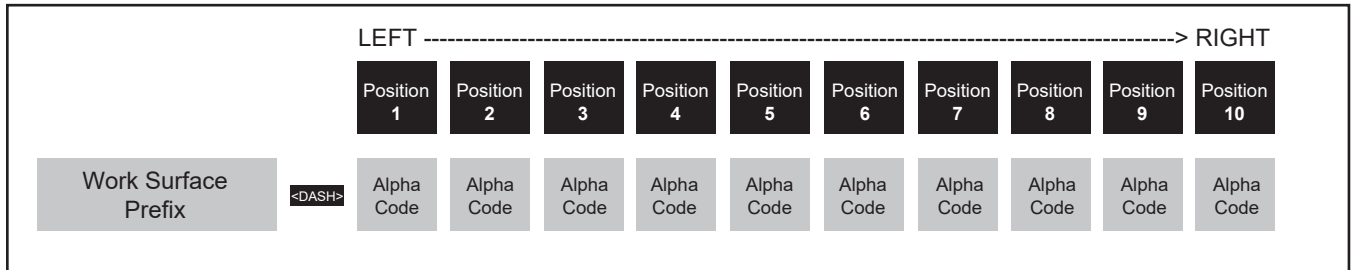 LEFT ----------------------------------------------------------------------------------------------> RIGHT
Position Position Position Position Position Position Position Position Position Position
1 2 3 4 5 6 7 8 9 10
Work Surface
Prefix
<DASH>
Alpha Alpha Alpha Alpha Alpha Alpha Alpha Alpha Alpha Alpha
Code Code Code Code Code Code Code Code Code Code